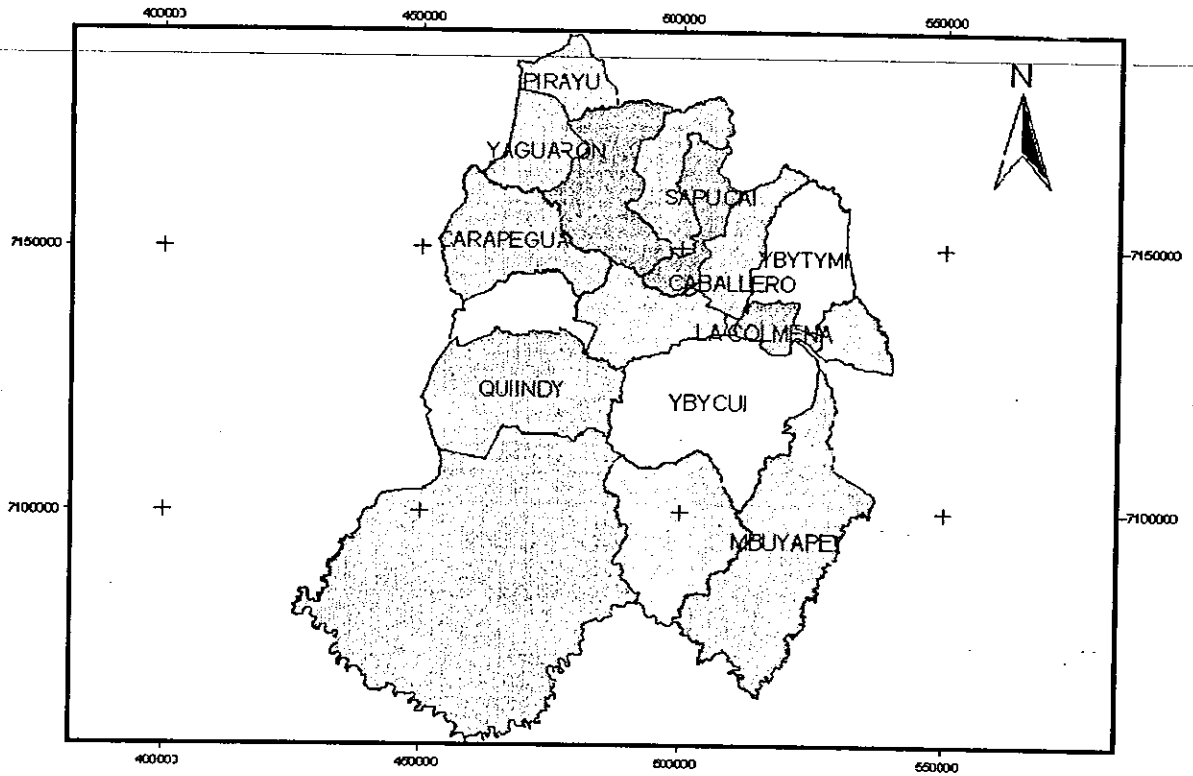 400000 450000 500000 550000
N
PIRAYU
YAGUARON
SAPUCAI
7150000 CARAPEGUA YBYTYMI 7150000
CABALLERO
LA COLMENA
QUIINDY YBYCUI
7100000 7100000
MBUYAPEI
400000 450000 500000 550000